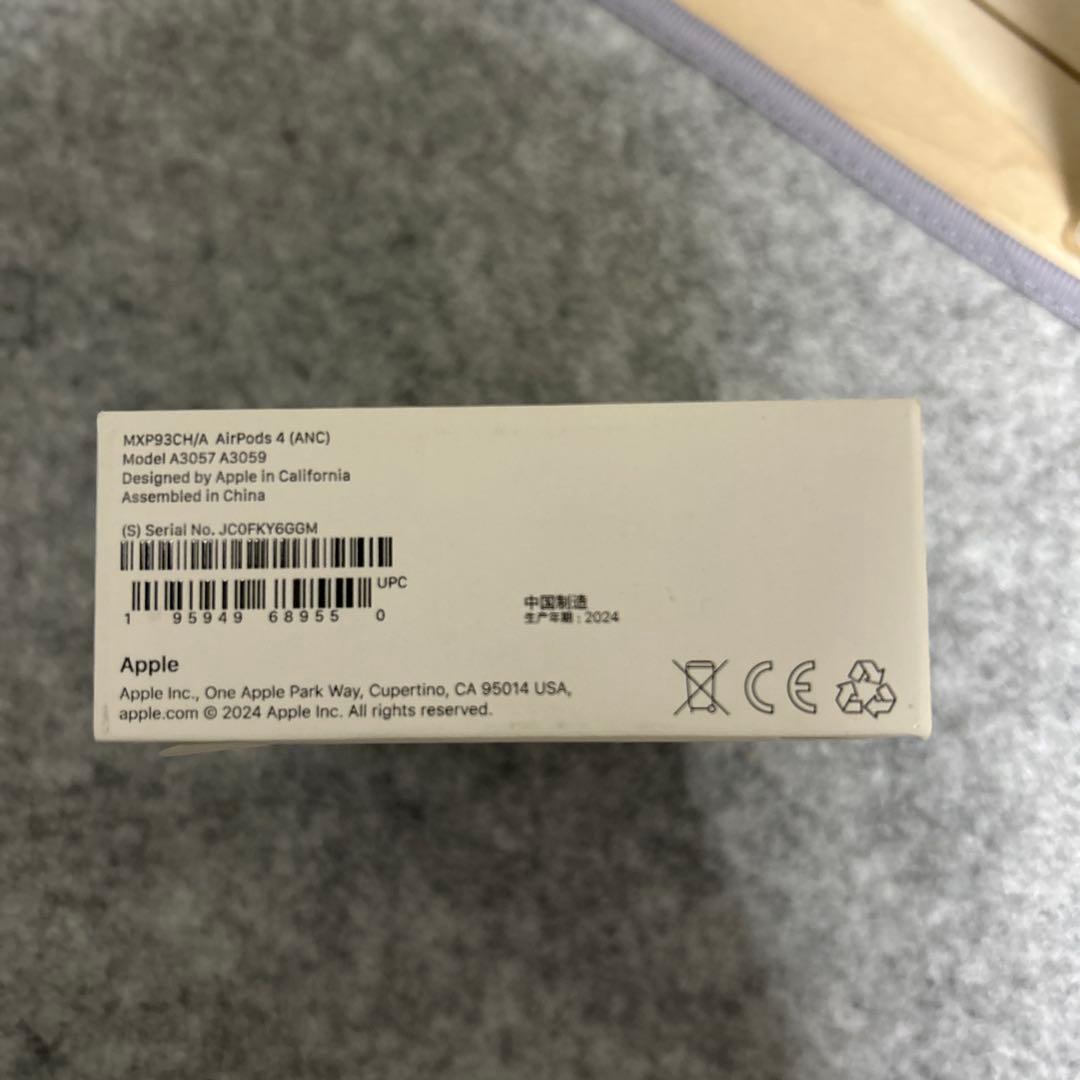 MXP93CH/A AirPods 4 (ANC)
Model A3057 A3059
Designed by Apple in California
Assembled in China
(S) Serial No. JC0FKY6GGM
UPC
1 95949 68955 0
中国制造
生产年期：2024
Apple
Apple Inc., One Apple Park Way, Cupertino, CA 95014 USA,
apple.com © 2024 Apple Inc. All rights reserved.
CE